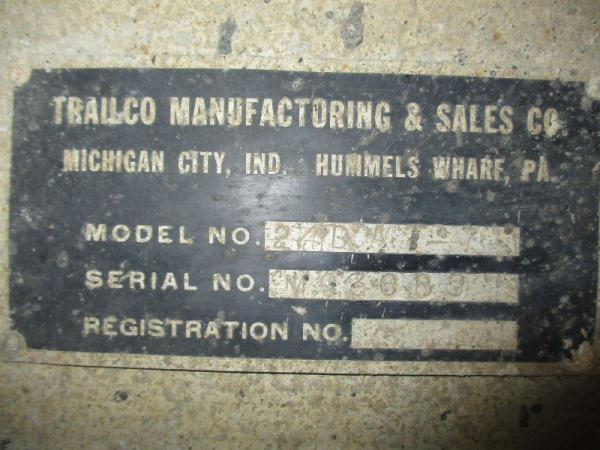 TRAILCO MANUFACTURING & SALES CO.
MICHIGAN CITY, IND. HUMMELS WHARF, PA.
MODEL NO.
SERIAL NO.
REGISTRATION NO.